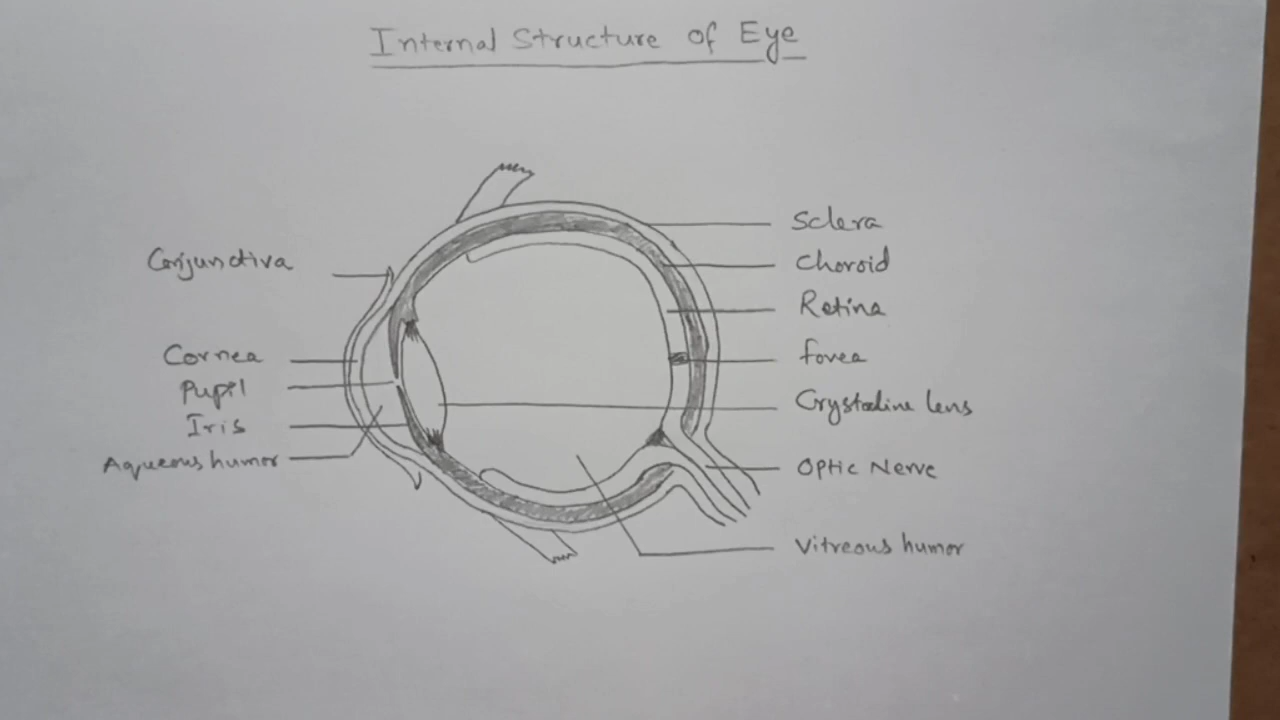 Internal Structure of Eye
Conjunctiva
Cornea
Pupil
Iris
Aqueous humor
Sclera
Choroid
Retina
fovea
Crystalline lens
Optic Nerve
Vitreous humor